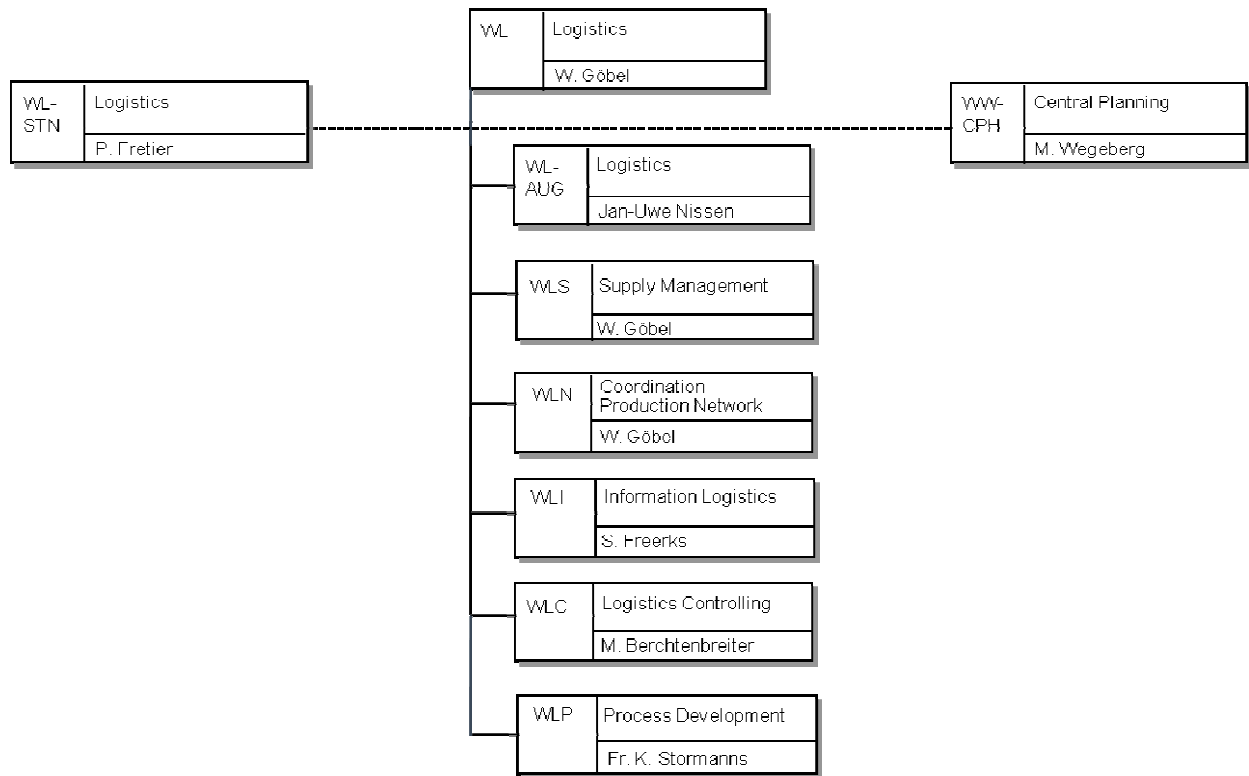 WL
Logistics
W. Göbel
WL-
STN
Logistics
P. Fretier
WW-
CPH
Central Planning
M. Wegeberg
WL-
AUG
Logistics
Jan-Uwe Nissen
WLS
Supply Management
W. Göbel
WLN
Coordination
Production Network
W. Göbel
WLI
Information Logistics
S. Freerks
WLC
Logistics Controlling
M. Berchtenbreiter
WLP
Process Development
Fr. K. Stormanns